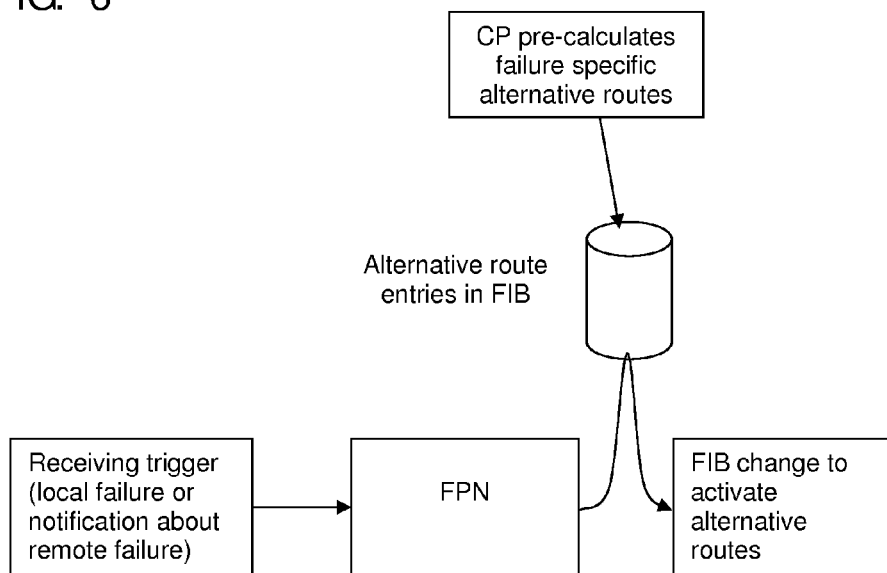 CP pre-calculates
failure specific
alternative routes
Alternative route
entries in FIB
Receiving trigger
(local failure or
notification about
remote failure)
FPN
FIB change to
activate
alternative
routes